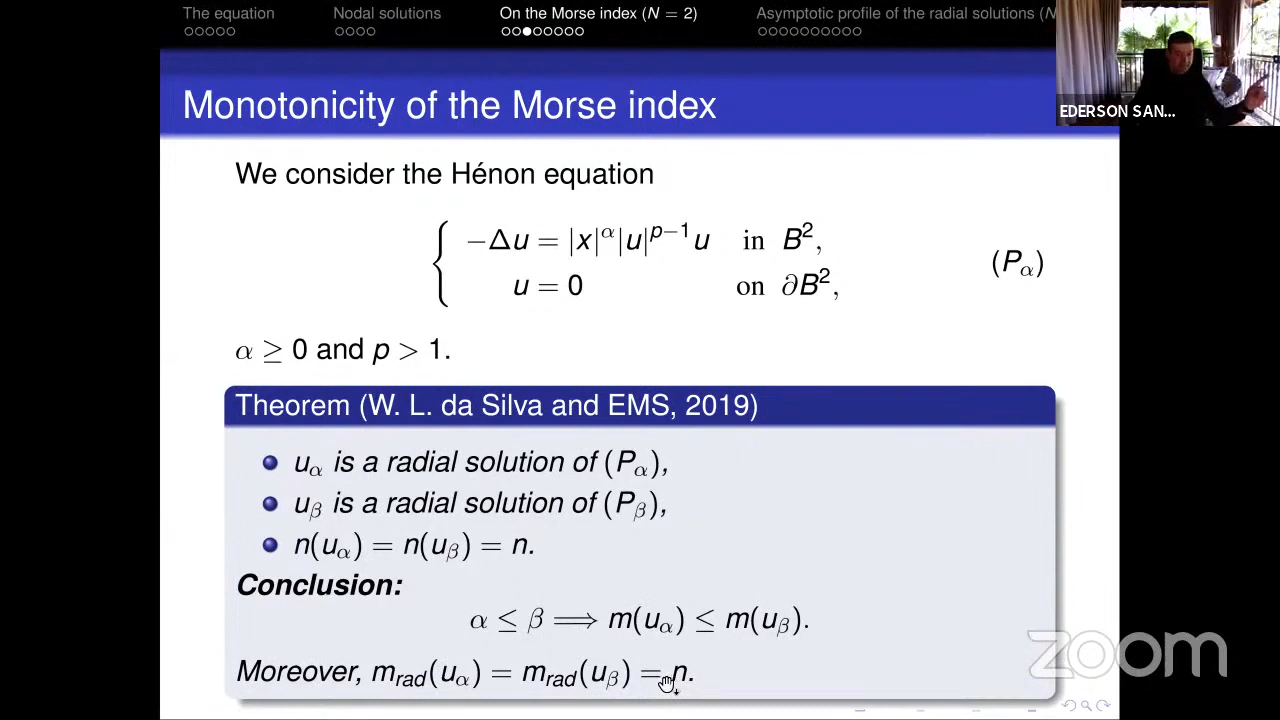 The equation Nodal solutions On the Morse index (N = 2) Asymptotic profile of the radial solutions (N
EDERSON SAN...
Monotonicity of the Morse index
We consider the Hénon equation
−Δu = |x|^α|u|^{p−1}u in B²,
u = 0 on ∂B²,
(P_α)
α ≥ 0 and p > 1.
Theorem (W. L. da Silva and EMS, 2019)
u_α is a radial solution of (P_α),
u_β is a radial solution of (P_β),
n(u_α) = n(u_β) = n.
Conclusion:
α ≤ β ⟹ m(u_α) ≤ m(u_β).
Moreover, m_rad(u_α) = m_rad(u_β) = n.
zoom